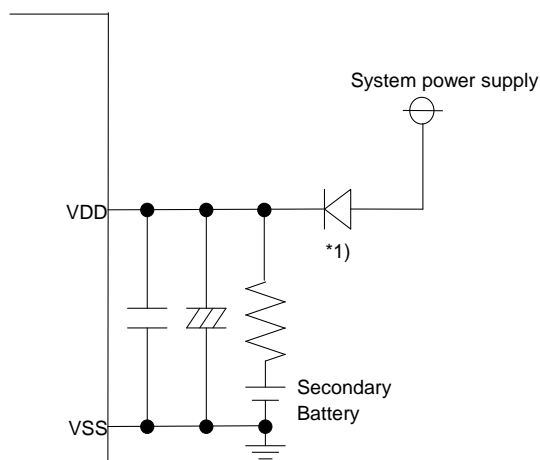 System power supply
VDD
*1)
Secondary
Battery
VSS